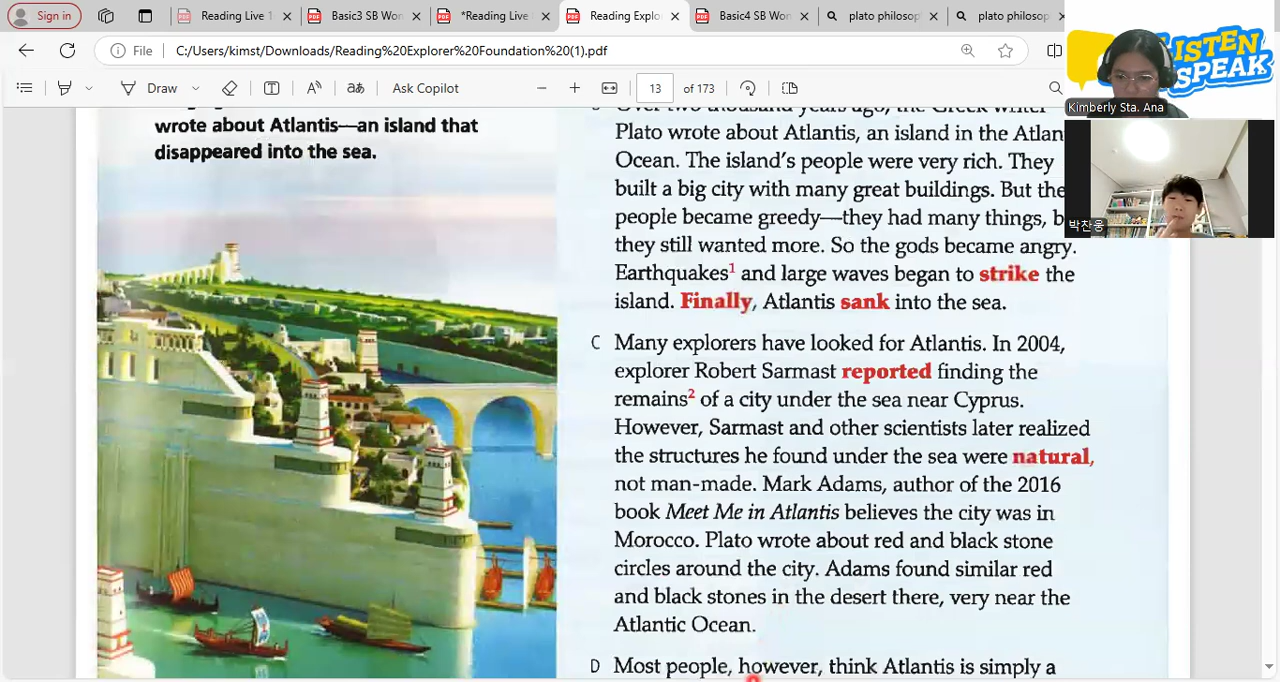 Sign in
Reading Live 1
Basic3 SB Wor
*Reading Live
Reading Explo
Basic4 SB Wor
plato philosop
plato philosop
File
C:/Users/kimst/Downloads/Reading%20Explorer%20Foundation%20(1).pdf
Draw
Ask Copilot
13 of 173
LISTEN
SPEAK
Kimberly Sta. Ana
박찬웅
wrote about Atlantis—an island that
disappeared into the sea.
Over two thousand years ago, the Greek writer
Plato wrote about Atlantis, an island in the Atlan
Ocean. The island's people were very rich. They
built a big city with many great buildings. But the
people became greedy—they had many things, b
they still wanted more. So the gods became angry.
Earthquakes1 and large waves began to strike the
island. Finally, Atlantis sank into the sea.
C Many explorers have looked for Atlantis. In 2004,
explorer Robert Sarmast reported finding the
remains2 of a city under the sea near Cyprus.
However, Sarmast and other scientists later realized
the structures he found under the sea were natural,
not man-made. Mark Adams, author of the 2016
book Meet Me in Atlantis believes the city was in
Morocco. Plato wrote about red and black stone
circles around the city. Adams found similar red
and black stones in the desert there, very near the
Atlantic Ocean.
D Most people, however, think Atlantis is simply a